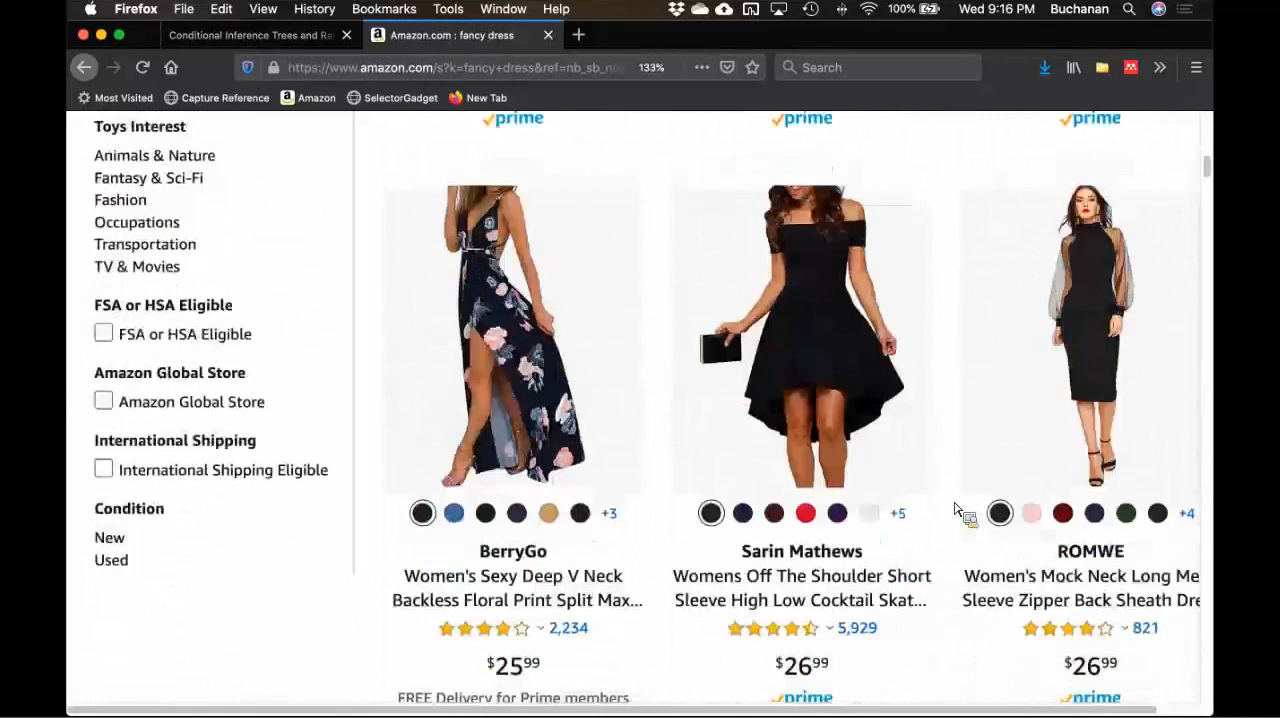 Firefox File Edit View History Bookmarks Tools Window Help 100% Wed 9:16 PM Buchanan
Conditional Inference Trees and Ra
Amazon.com : fancy dress
https://www.amazon.com/s?k=fancy+dress&ref=nb_sb_no 133% Search
Most Visited Capture Reference Amazon SelectorGadget New Tab
Toys Interest
Animals & Nature
Fantasy & Sci-Fi
Fashion
Occupations
Transportation
TV & Movies
FSA or HSA Eligible
FSA or HSA Eligible
Amazon Global Store
Amazon Global Store
International Shipping
International Shipping Eligible
Condition
New
Used
prime
prime
prime
+3
BerryGo
Women's Sexy Deep V Neck
Backless Floral Print Split Max...
2,234
$2599
FREE Delivery for Prime members
+5
Sarin Mathews
Womens Off The Shoulder Short
Sleeve High Low Cocktail Skat...
5,929
$2699
prime
+4
ROMWE
Women's Mock Neck Long Me
Sleeve Zipper Back Sheath Dre
821
$2699
prime